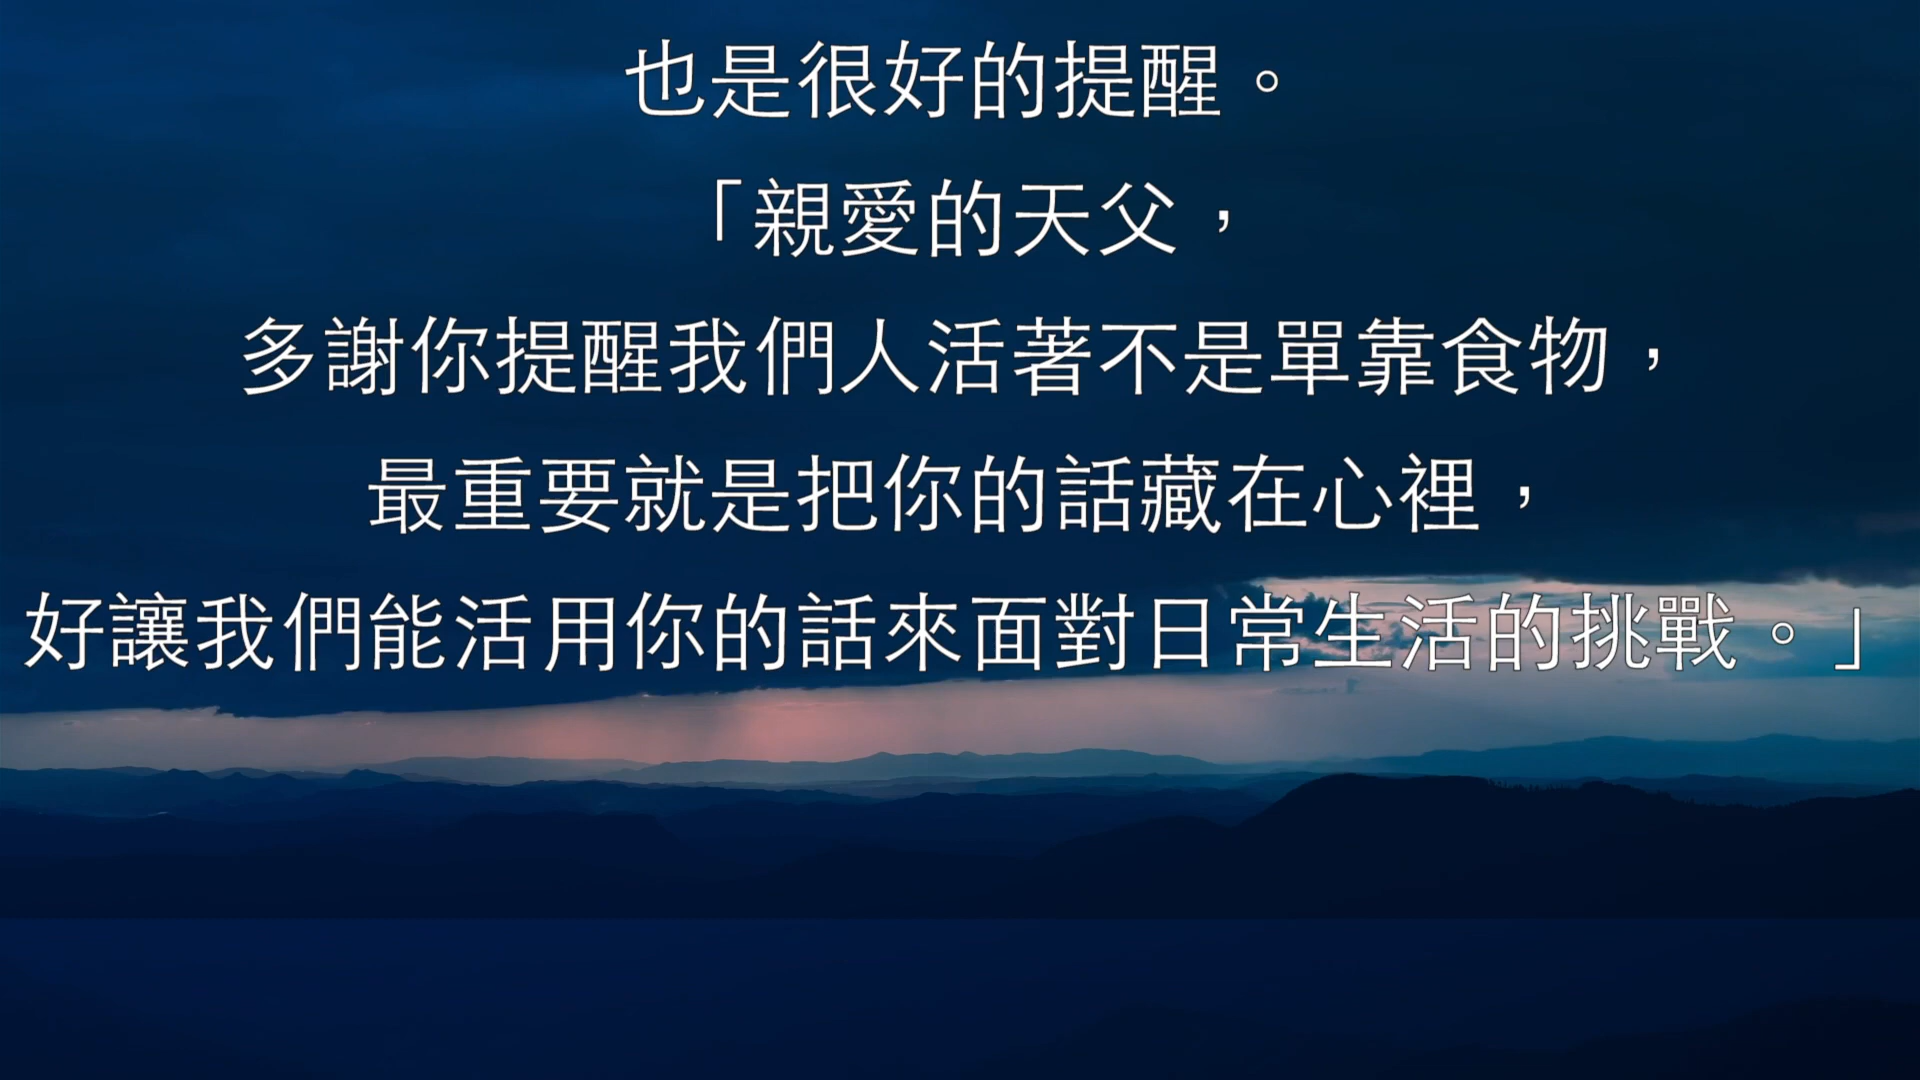 也是很好的提醒。
「親愛的天父，
多謝你提醒我們人活著不是單靠食物，
最重要就是把你的話藏在心裡，
好讓我們能活用你的話來面對日常生活的挑戰。」